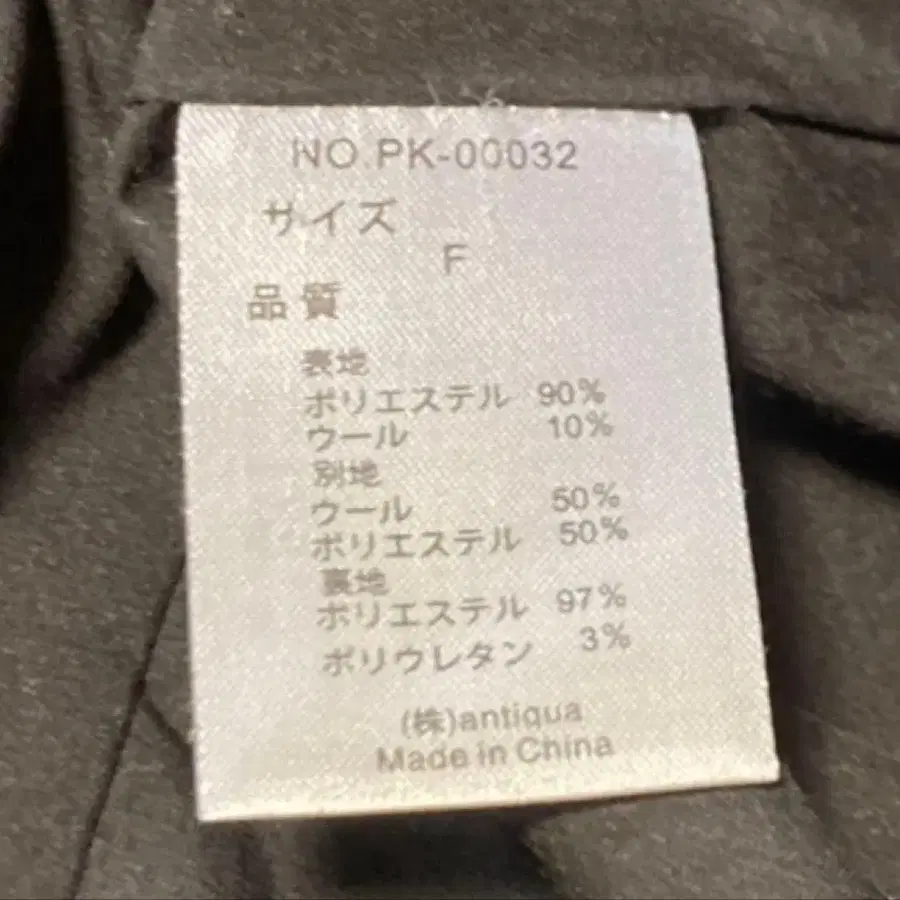 NO.PK-00032
サイズ
F
品質
表地
ポリエステル 90%
ウール 10%
別地
ウール 50%
ポリエステル 50%
裏地
ポリエステル 97%
ポリウレタン 3%
(株)antiqua
Made in China